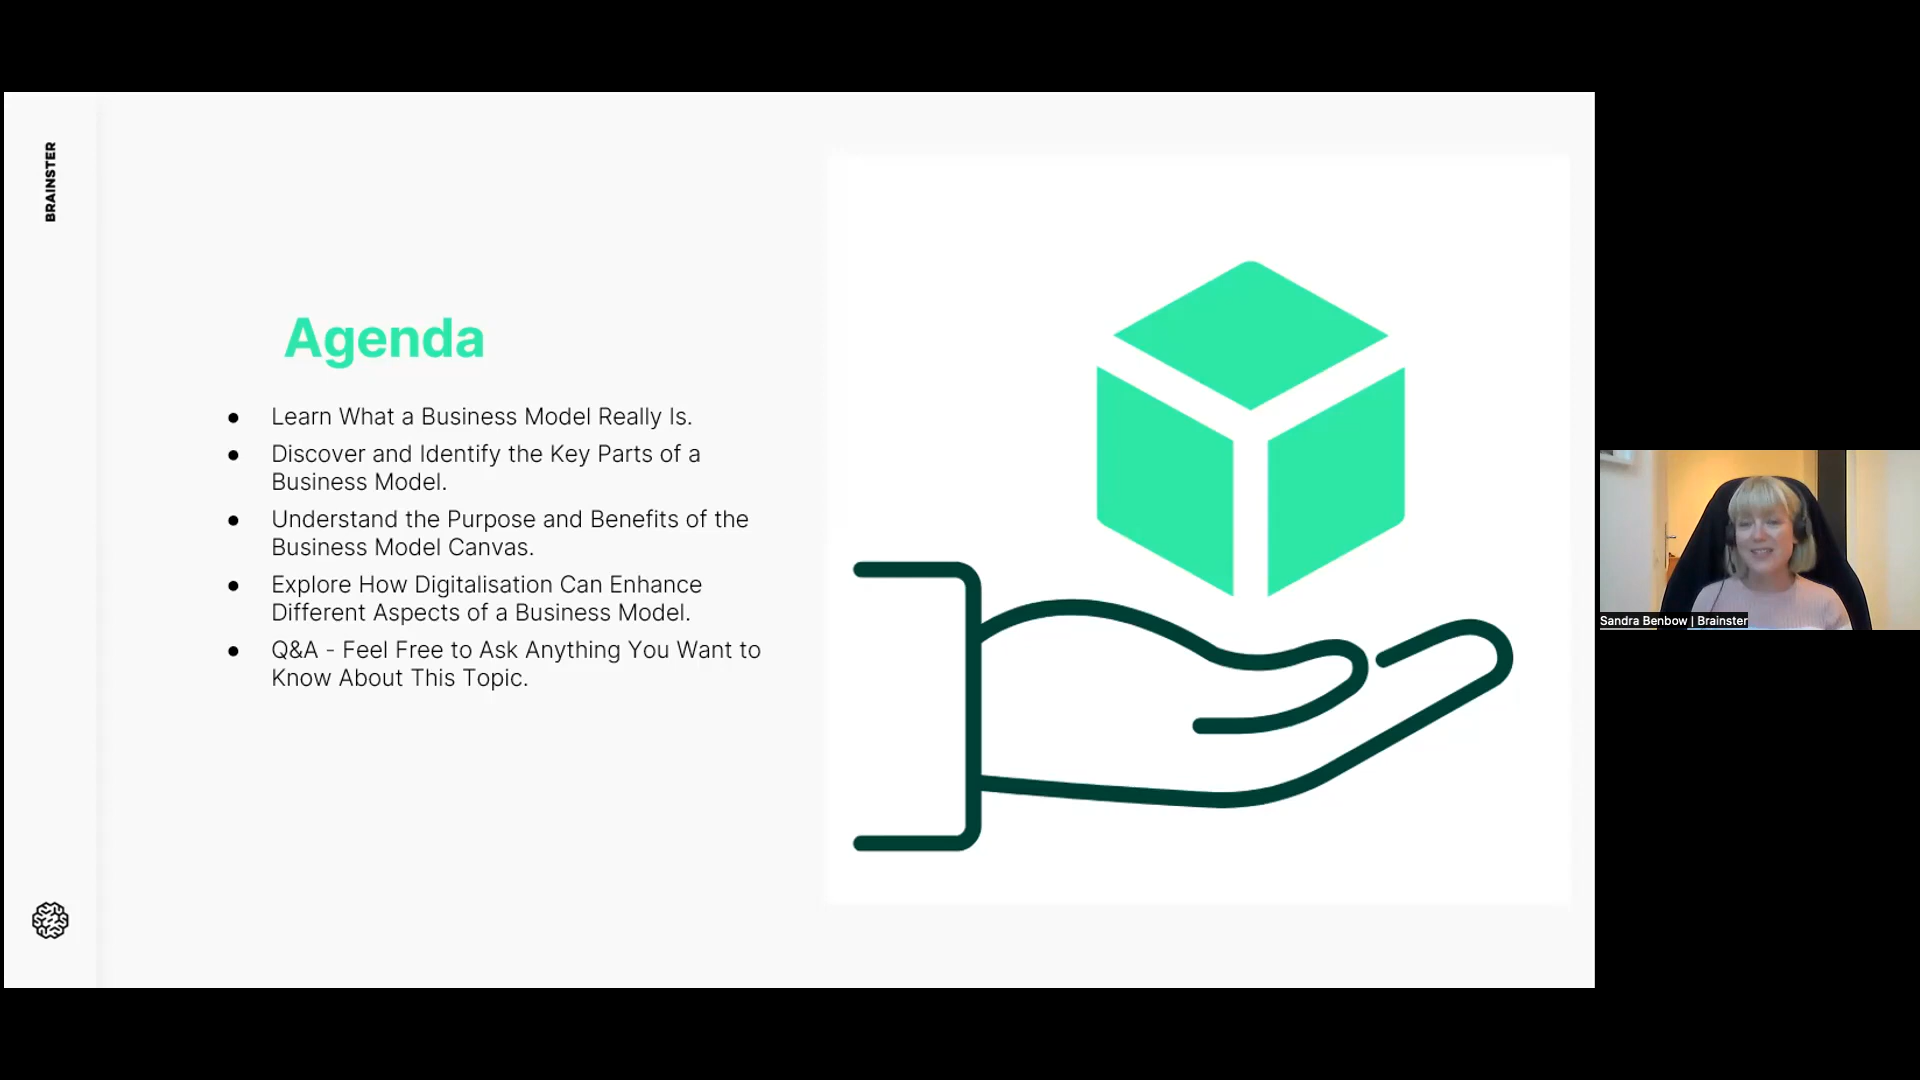 BRAINSTER
Agenda
● Learn What a Business Model Really Is.
● Discover and Identify the Key Parts of a
Business Model.
● Understand the Purpose and Benefits of the
Business Model Canvas.
● Explore How Digitalisation Can Enhance
Different Aspects of a Business Model.
● Q&A - Feel Free to Ask Anything You Want to
Know About This Topic.
Sandra Benbow | Brainster